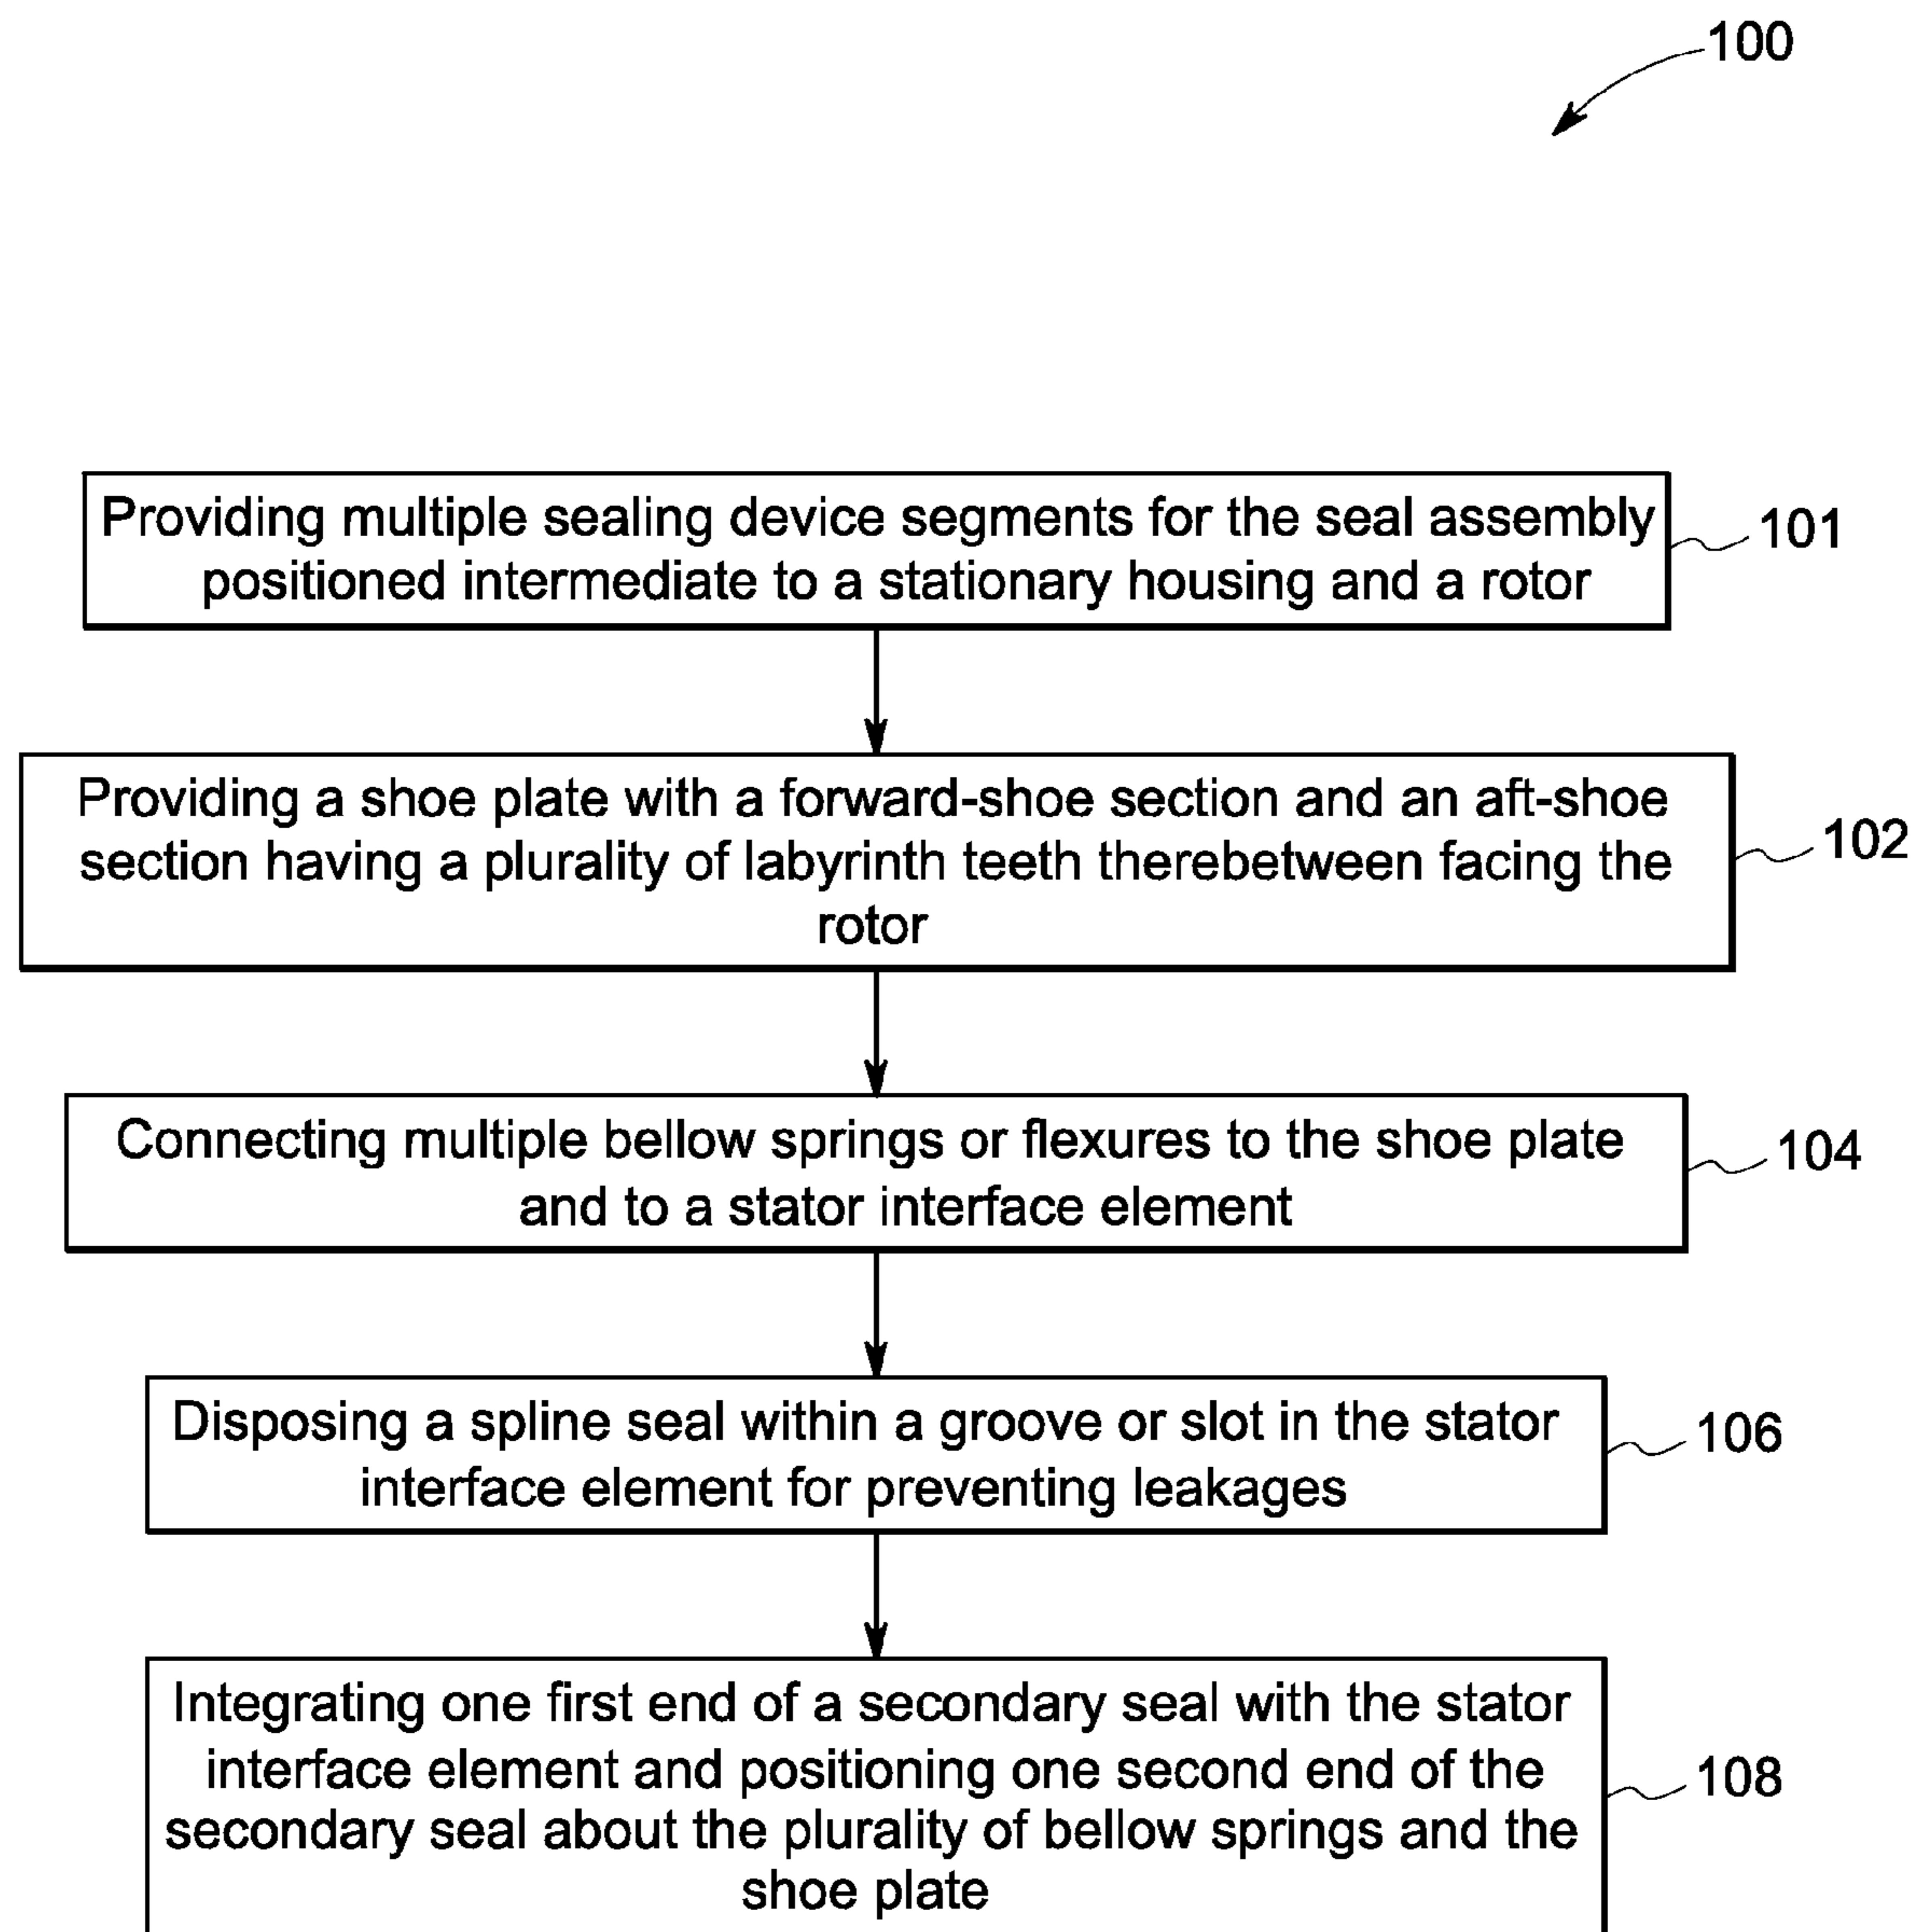 100
Providing multiple sealing device segments for the seal assembly
positioned intermediate to a stationary housing and a rotor
101
Providing a shoe plate with a forward-shoe section and an aft-shoe
section having a plurality of labyrinth teeth therebetween facing the
rotor
102
Connecting multiple bellow springs or flexures to the shoe plate
and to a stator interface element
104
Disposing a spline seal within a groove or slot in the stator
interface element for preventing leakages
106
Integrating one first end of a secondary seal with the stator
interface element and positioning one second end of the
secondary seal about the plurality of bellow springs and the
shoe plate
108